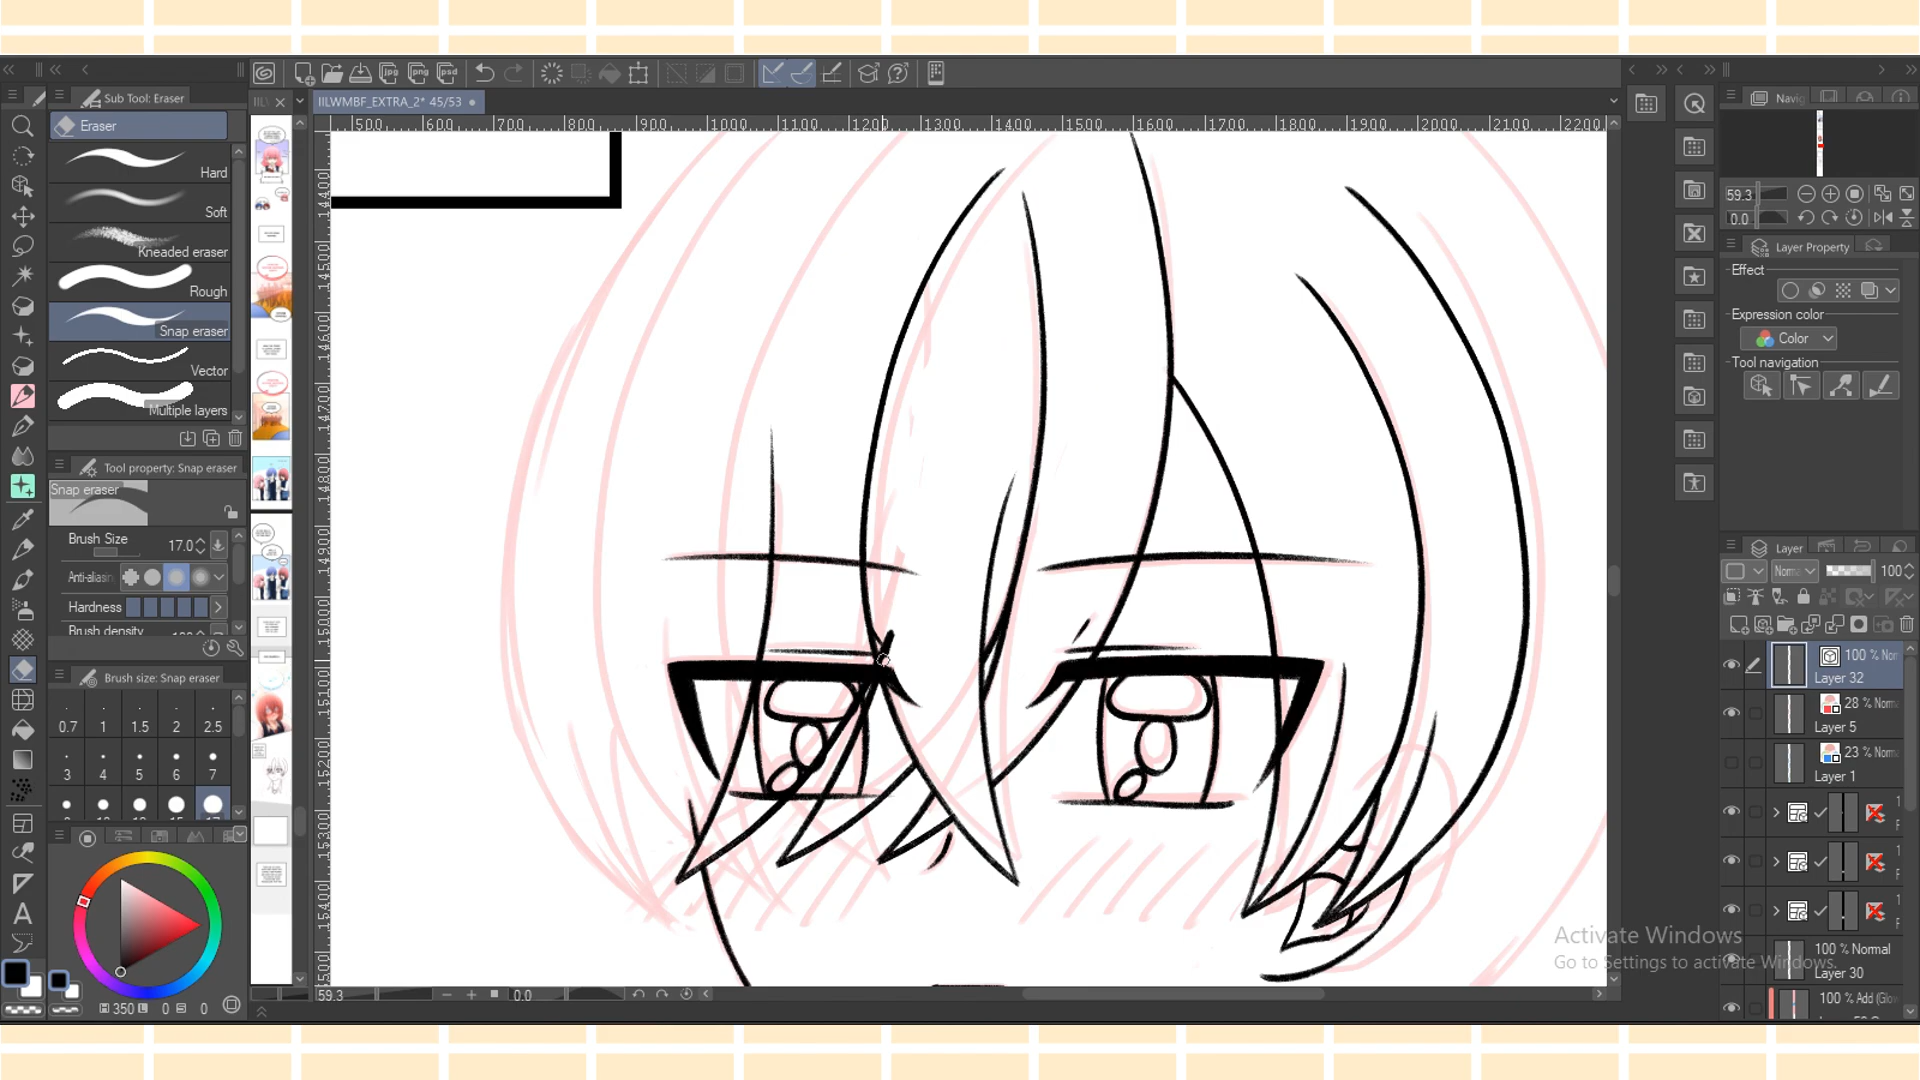 Sub Tool: Eraser
IILWMBF_EXTRA_2* 45/53
Navig
Eraser
500 600 700 800 900 1000 1100 1200 1300 1400 1500 1600 1700 1800 1900 2000 2100 2200
Hard
Soft
Kneaded eraser
Rough
Snap eraser
Vector
Multiple layers
59.3
0.0
Layer Property
Effect
Expression color
Color
Tool navigation
Tool property: Snap eraser
Snap eraser
Brush Size 17.0
Anti-aliasin
Hardness
Brush density
Brush size: Snap eraser
0.7 1 1.5 2 2.5
3 4 5 6 7
14400
14500
14600
14700
14800
14900
15000
15100
15200
15300
15400
Layer
Norma 100
100 % Nor
Layer 32
28 % Norm
Layer 5
23 % Norm
Layer 1
100 % Normal
Layer 30
100 % Add (Glow
350 0 0
59.3 0.0
Activate Windows
Go to Settings to activate Windows.